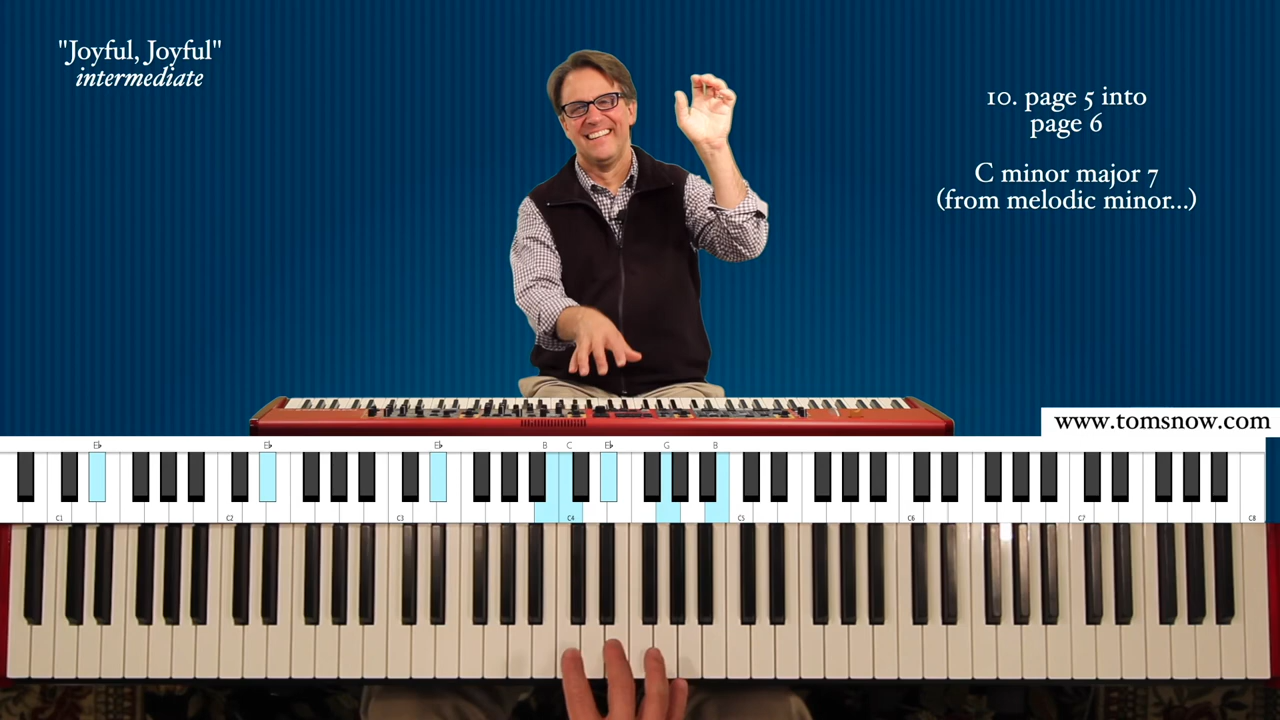 "Joyful, Joyful"
intermediate
10. page 5 into
page 6
C minor major 7
(from melodic minor...)
www.tomsnow.com
E♭ E♭ E♭ B C E♭ G B
C1 C2 C3 C4 C5 C6 C7 C8